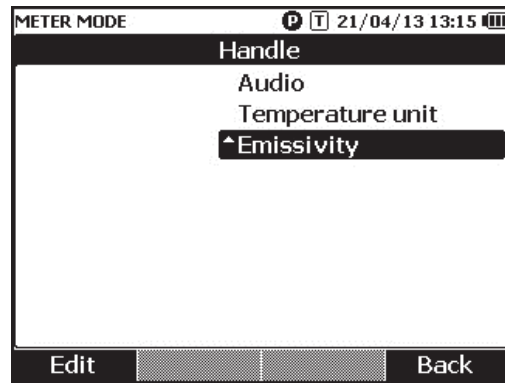 METER MODE P T 21/04/13 13:15
Handle
Audio
Temperature unit
Emissivity
Edit Back